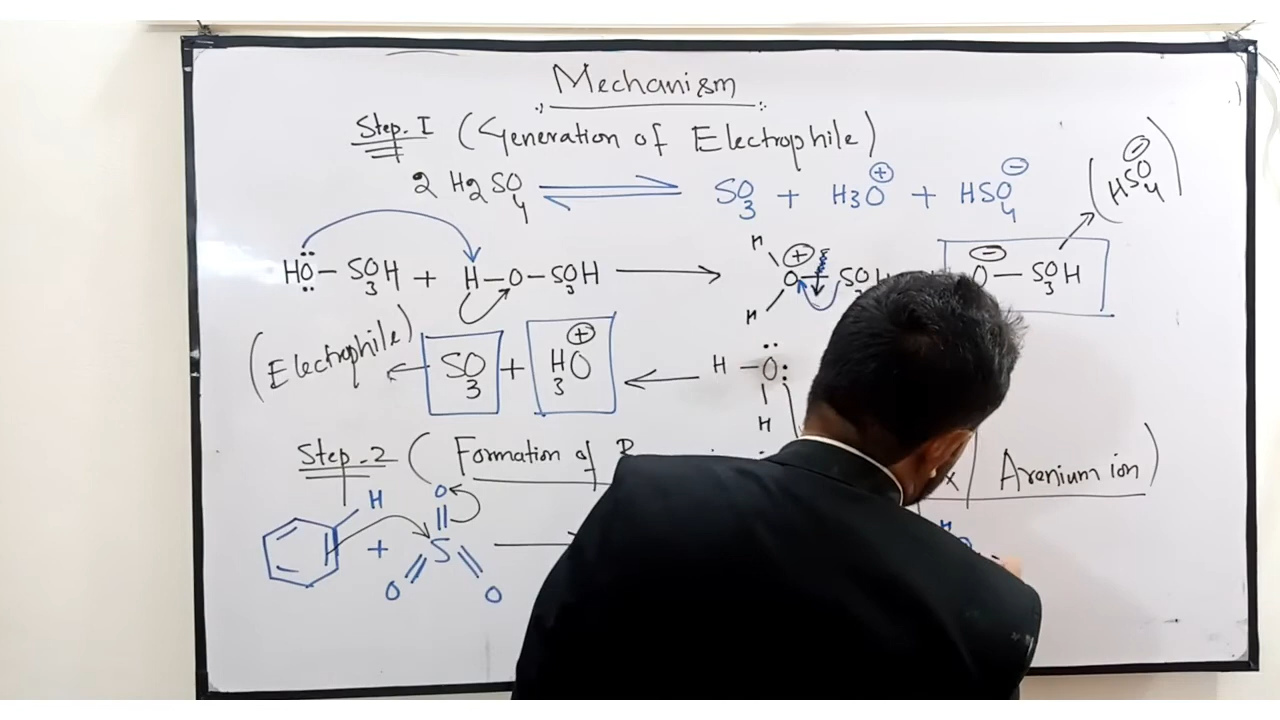 Mechanism
Step-I (Generation of Electrophile)
2 H2SO4 ⇌ SO3 + H3O⊕ + HSO4⊖ (HSO4⊖)
HO – SO3H + H–O–SO3H → H H O⊕ – SO3H ⊖O – SO3H
(Electrophile) ← SO3 + H3O⊕ ← H – O: H
Step-2 (Formation of Arenium ion)
H O
+ S →
O O
H